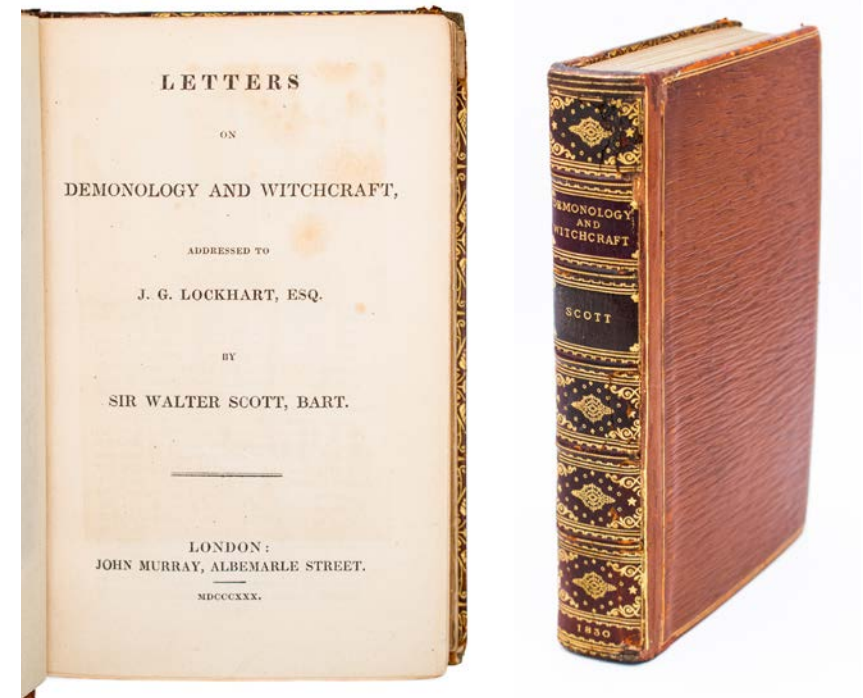 LETTERS
ON
DEMONOLOGY AND WITCHCRAFT,
ADDRESSED TO
J. G. LOCKHART, ESQ.
BY
SIR WALTER SCOTT, BART.
LONDON:
JOHN MURRAY, ALBEMARLE STREET.
MDCCCXXX.
DEMONOLOGY
AND
WITCHCRAFT
SCOTT
1830